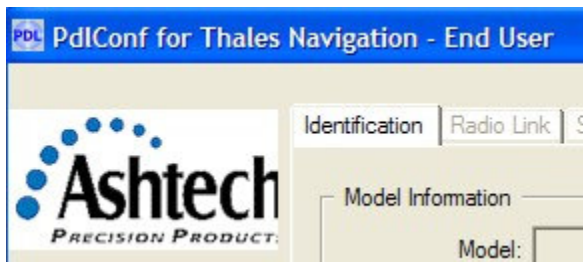 PDL PdlConf for Thales Navigation - End User
Identification Radio Link
Ashtech
PRECISION PRODUCT
Model Information
Model: